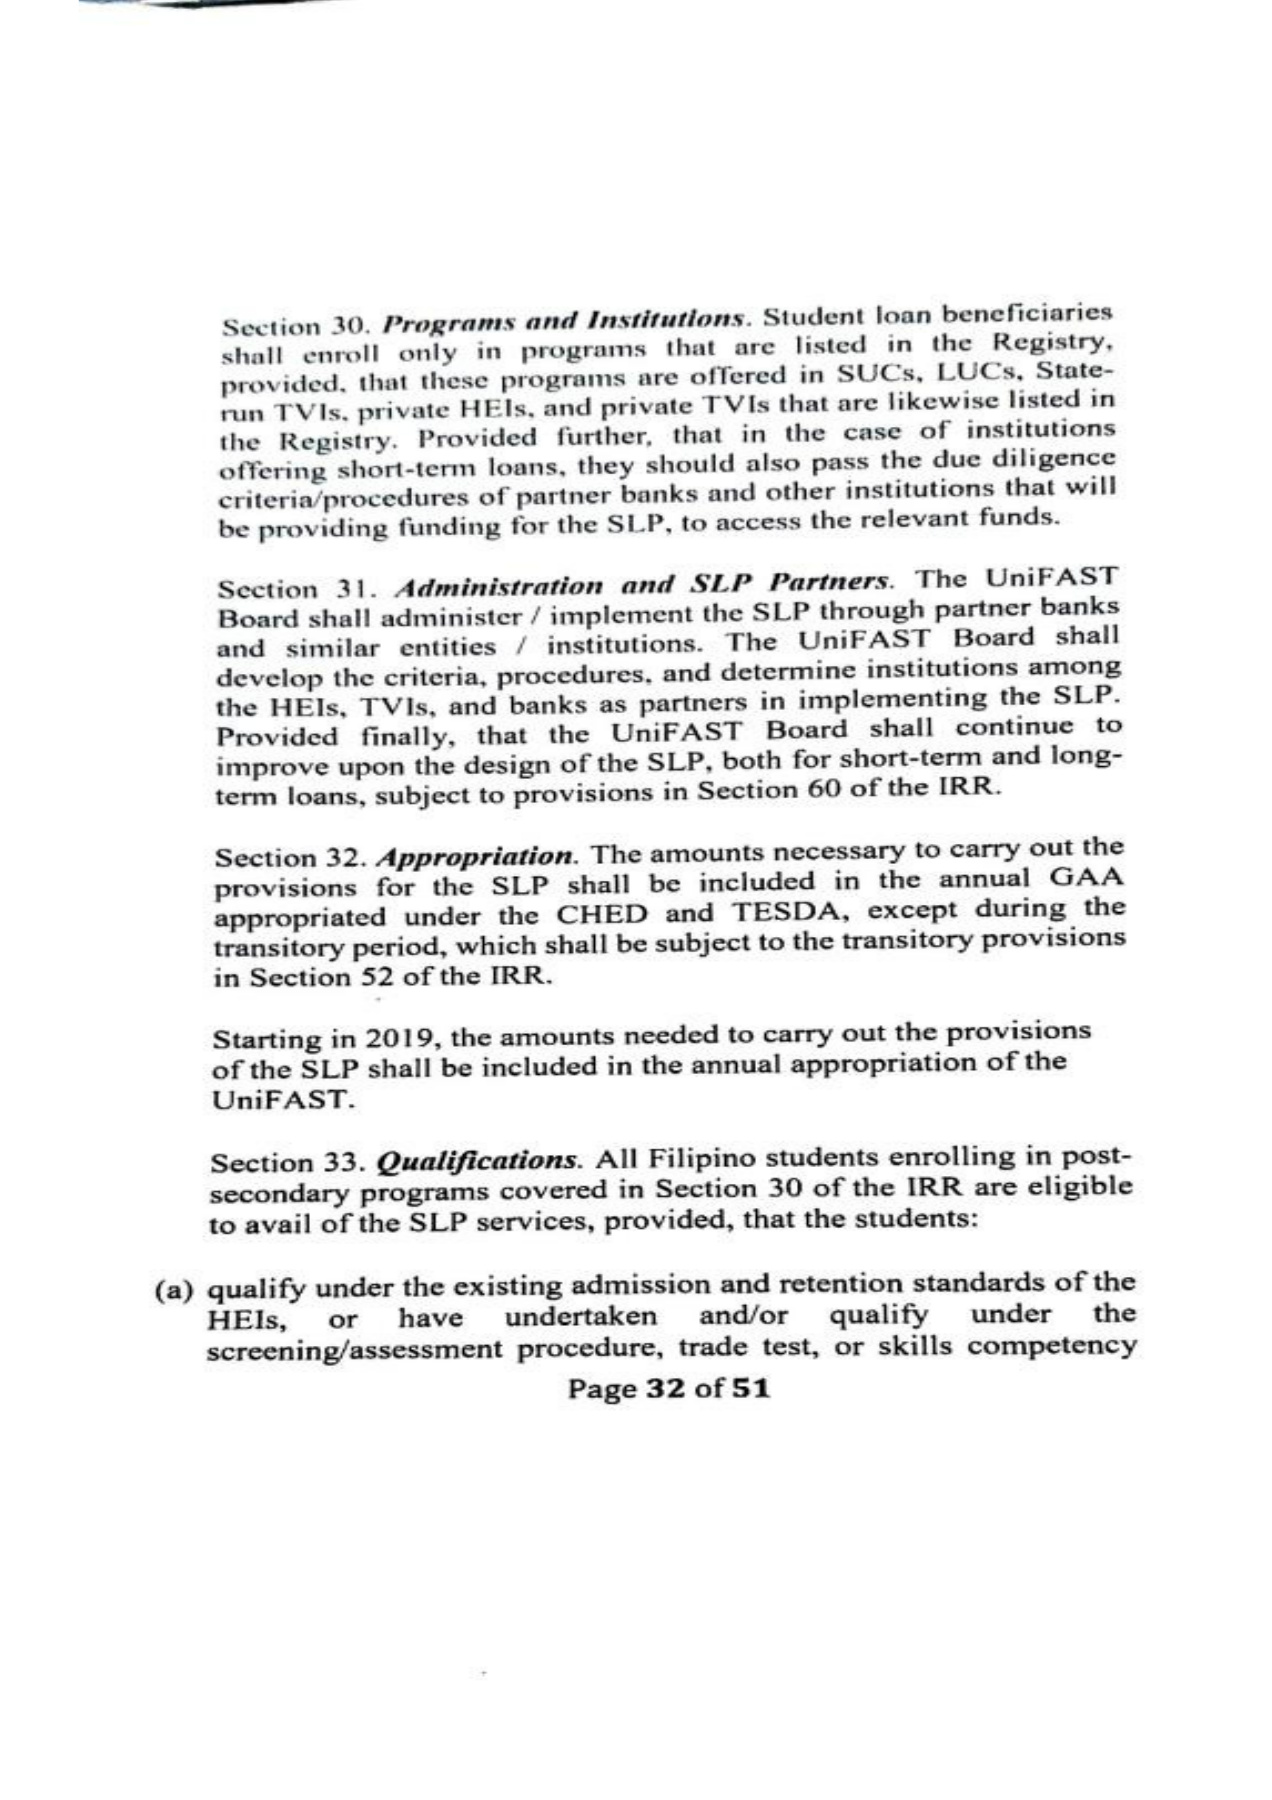 Section 30. Programs and Institutions. Student loan beneficiaries
shall enroll only in programs that are listed in the Registry,
provided, that these programs are offered in SUCs, LUCs, State-
run TVIs, private HEIs, and private TVIs that are likewise listed in
the Registry. Provided further, that in the case of institutions
offering short-term loans, they should also pass the due diligence
criteria/procedures of partner banks and other institutions that will
be providing funding for the SLP, to access the relevant funds.
Section 31. Administration and SLP Partners. The UniFAST
Board shall administer / implement the SLP through partner banks
and similar entities / institutions. The UniFAST Board shall
develop the criteria, procedures, and determine institutions among
the HEIs, TVIs, and banks as partners in implementing the SLP.
Provided finally, that the UniFAST Board shall continue to
improve upon the design of the SLP, both for short-term and long-
term loans, subject to provisions in Section 60 of the IRR.
Section 32. Appropriation. The amounts necessary to carry out the
provisions for the SLP shall be included in the annual GAA
appropriated under the CHED and TESDA, except during the
transitory period, which shall be subject to the transitory provisions
in Section 52 of the IRR.
Starting in 2019, the amounts needed to carry out the provisions
of the SLP shall be included in the annual appropriation of the
UniFAST.
Section 33. Qualifications. All Filipino students enrolling in post-
secondary programs covered in Section 30 of the IRR are eligible
to avail of the SLP services, provided, that the students:
(a) qualify under the existing admission and retention standards of the
HEIs, or have undertaken and/or qualify under the
screening/assessment procedure, trade test, or skills competency
Page 32 of 51